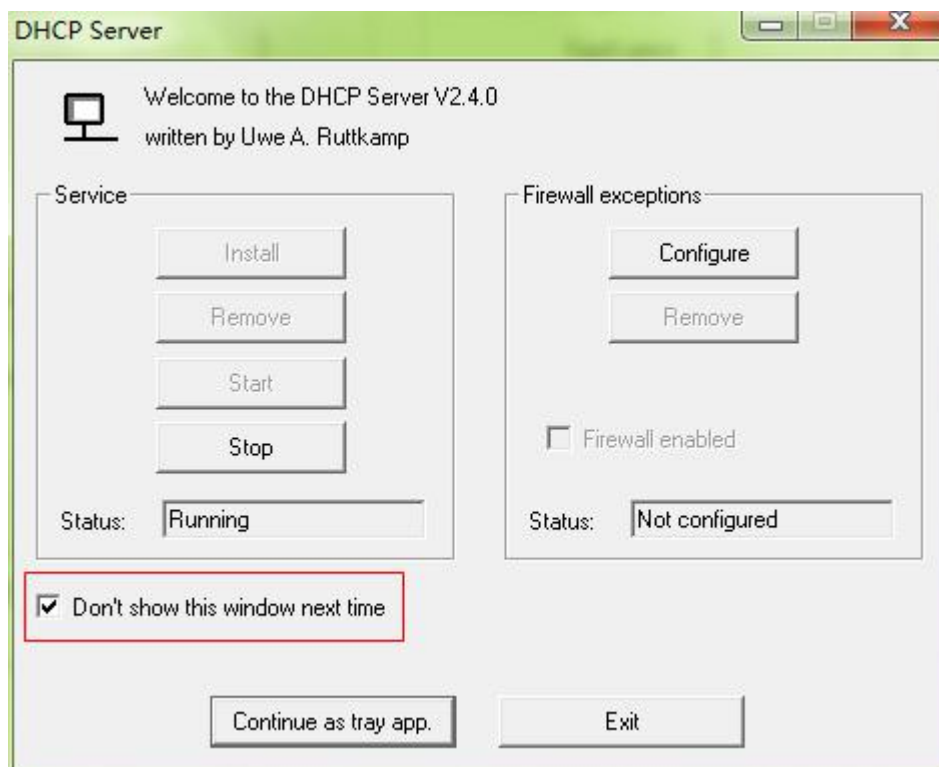 DHCP Server
Welcome to the DHCP Server V2.4.0
written by Uwe A. Ruttkamp
Service
Install
Remove
Start
Stop
Status: Running
Firewall exceptions
Configure
Remove
Firewall enabled
Status: Not configured
Don't show this window next time
Continue as tray app.
Exit